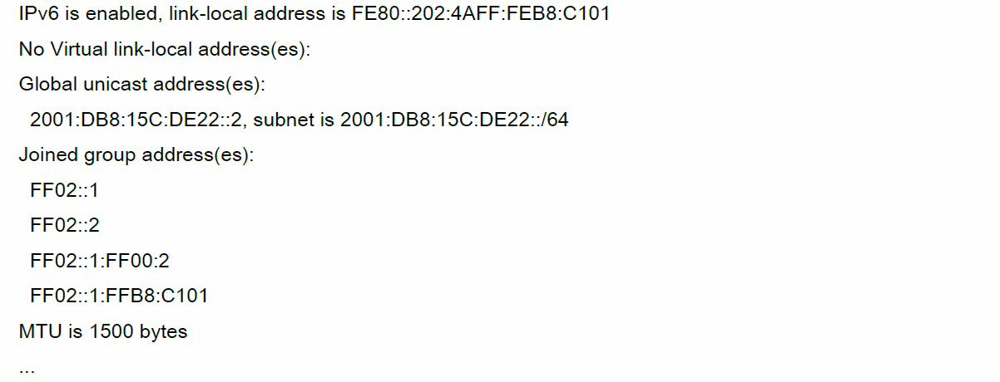 IPv6 is enabled, link-local address is FE80::202:4AFF:FEB8:C101
No Virtual link-local address(es):
Global unicast address(es):
2001:DB8:15C:DE22::2, subnet is 2001:DB8:15C:DE22::/64
Joined group address(es):
FF02::1
FF02::2
FF02::1:FF00:2
FF02::1:FFB8:C101
MTU is 1500 bytes
...